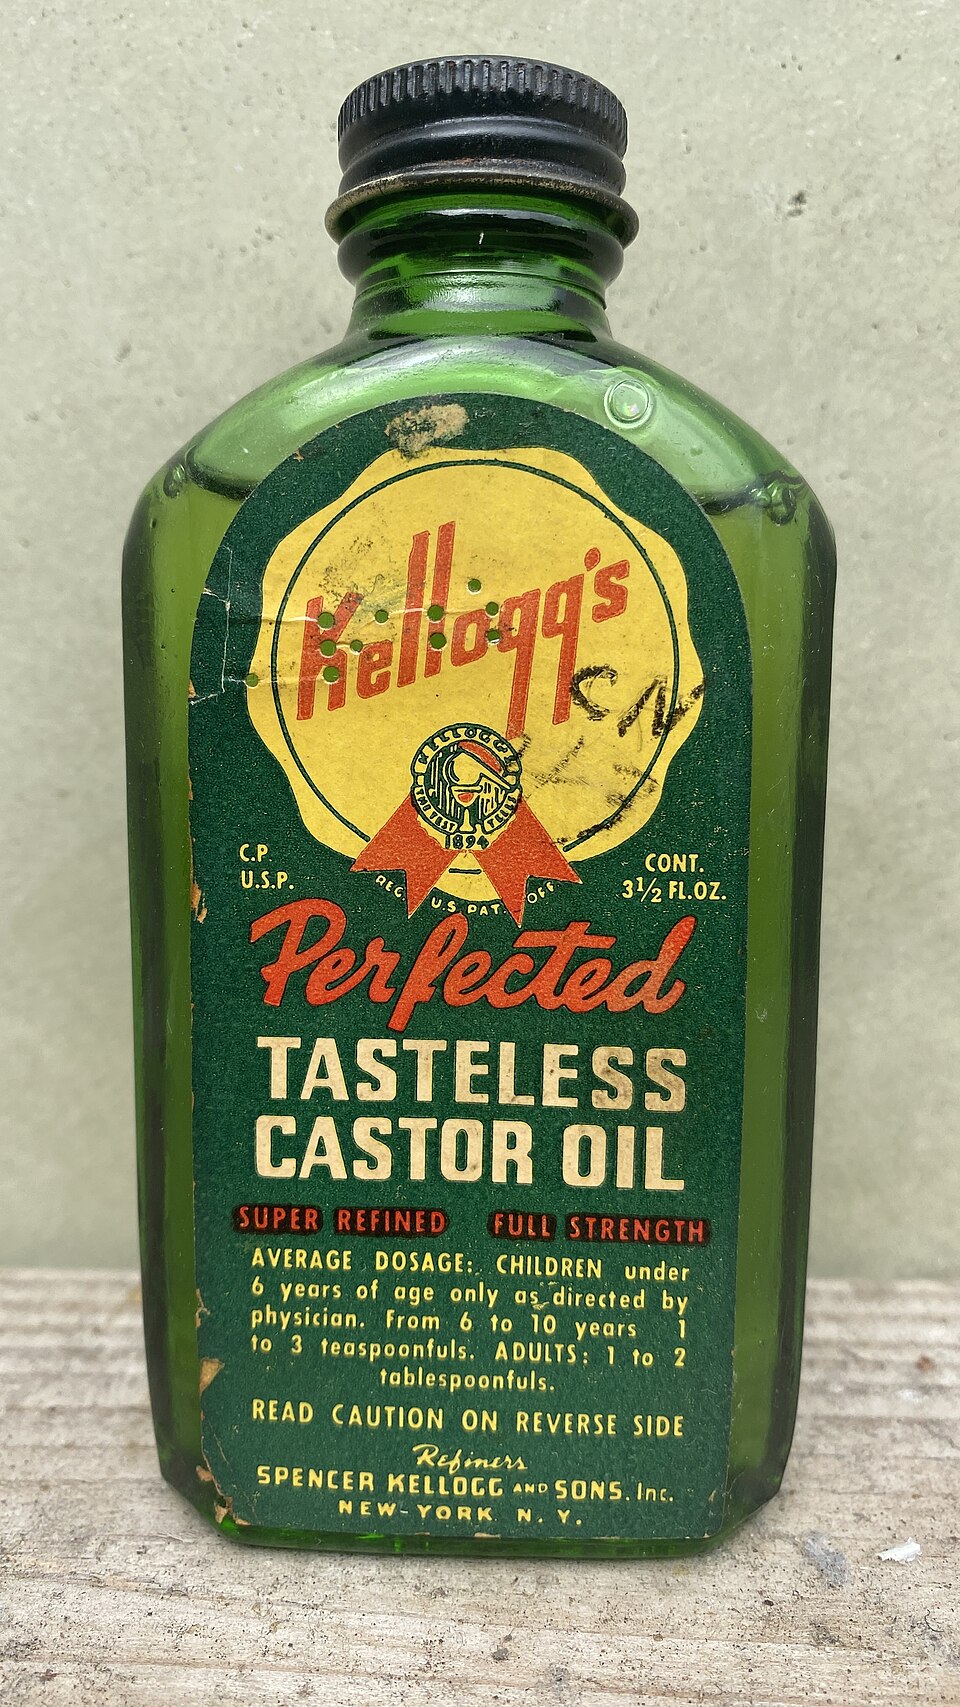 Kellogg's
CN
KELLOGG'S
1894
C.P.
U.S.P.
CONT.
3½ FL.OZ.
REG. U.S. PAT. OFF
Perfected
TASTELESS
CASTOR OIL
SUPER REFINED FULL STRENGTH
AVERAGE DOSAGE: CHILDREN under
6 years of age only as directed by
physician. From 6 to 10 years 1
to 3 teaspoonfuls. ADULTS: 1 to 2
tablespoonfuls.
READ CAUTION ON REVERSE SIDE
Refiners
SPENCER KELLOGG AND SONS. Inc.
NEW-YORK N. Y.